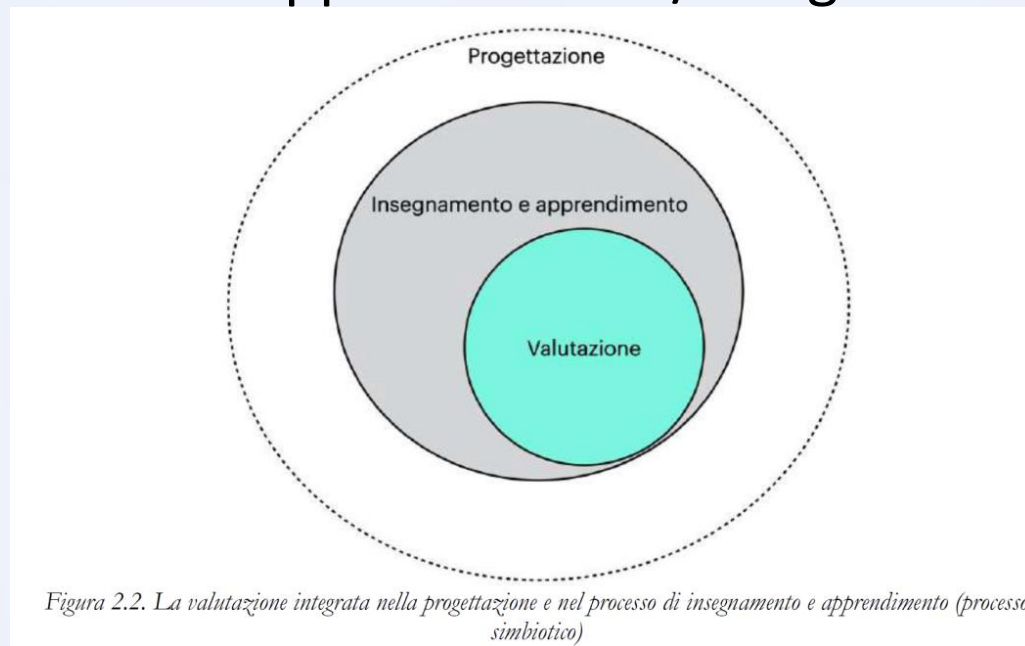 Progettazione
Insegnamento e apprendimento
Valutazione
Figura 2.2. La valutazione integrata nella progettazione e nel processo di insegnamento e apprendimento (processo
simbiotico)